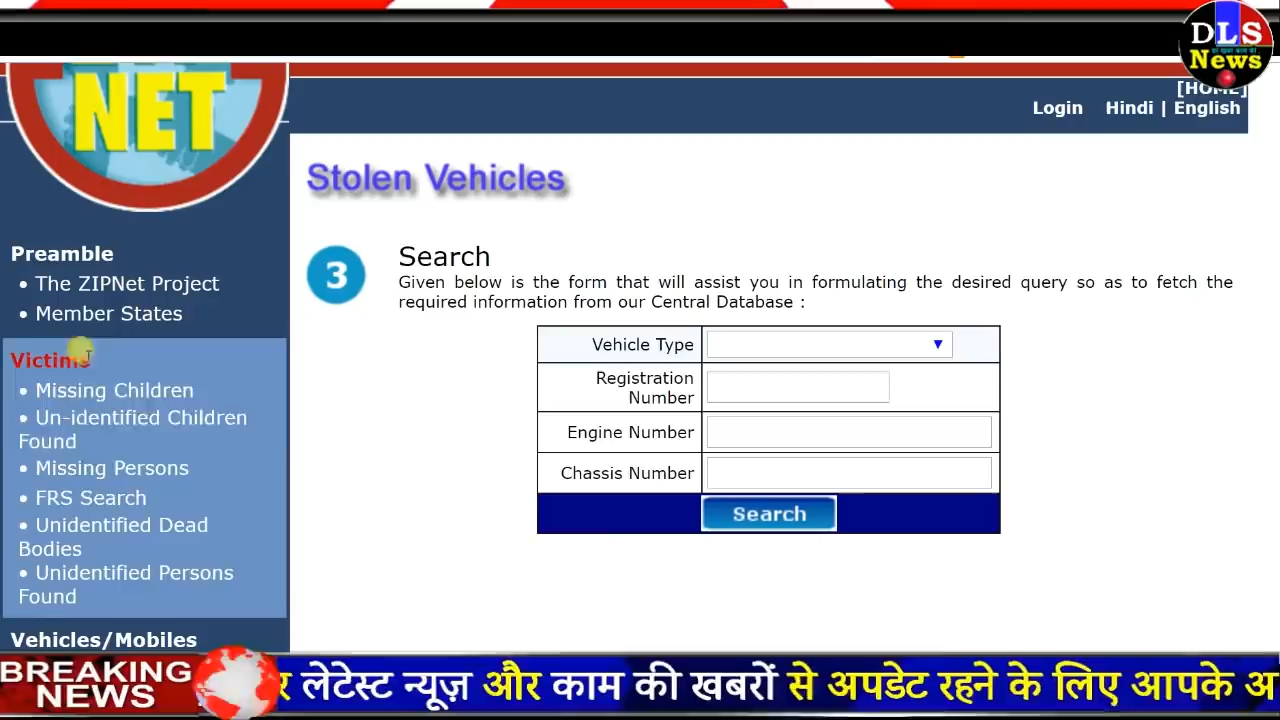 DLS
News
NET
[HOME]
Login Hindi | English
Stolen Vehicles
Preamble
• The ZIPNet Project
• Member States
Victims
• Missing Children
• Un-identified Children
Found
• Missing Persons
• FRS Search
• Unidentified Dead
Bodies
• Unidentified Persons
Found
Vehicles/Mobiles
3
Search
Given below is the form that will assist you in formulating the desired query so as to fetch the
required information from our Central Database :
Vehicle Type
Registration
Number
Engine Number
Chassis Number
Search
BREAKING
NEWS
र लेटेस्ट न्यूज़ और काम की खबरों से अपडेट रहने के लिए आपके अ